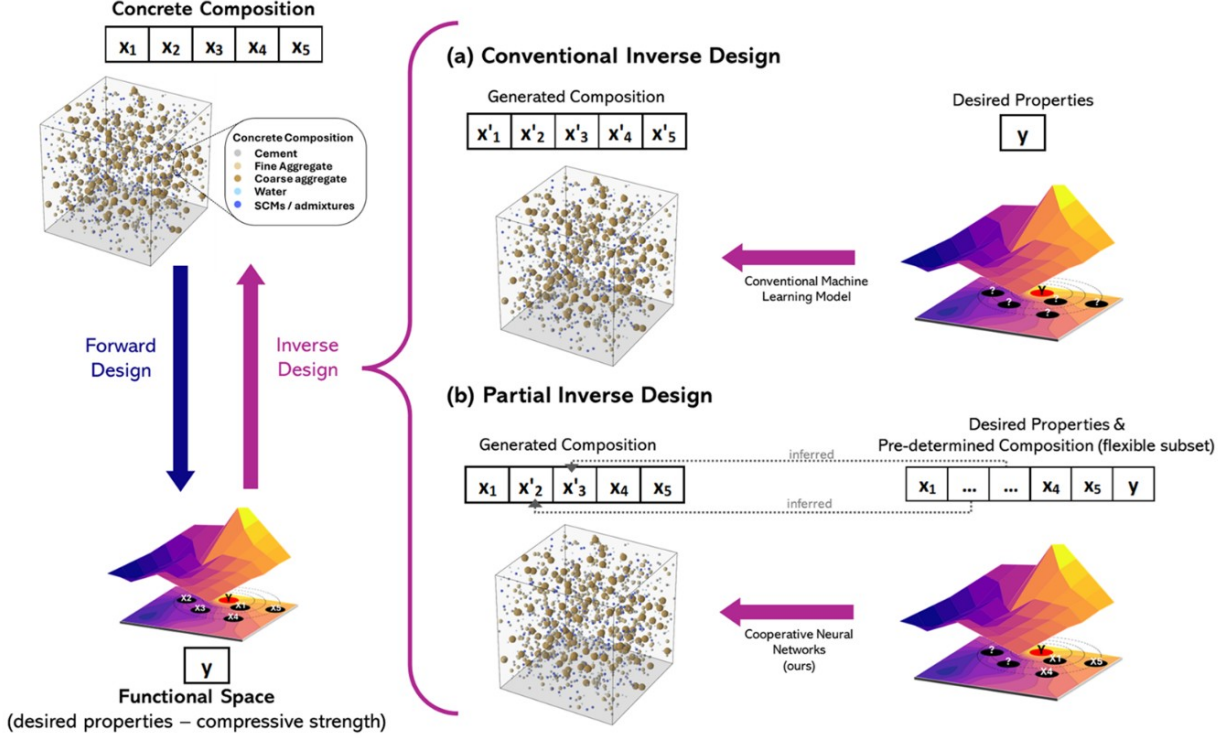 Concrete Composition
x₁ x₂ x₃ x₄ x₅
Concrete Composition
Cement
Fine Aggregate
Coarse aggregate
Water
SCMs / admixtures
Forward
Design
Inverse
Design
X2
X3
Y
X1
X4
X5
y
Functional Space
(desired properties – compressive strength)
(a) Conventional Inverse Design
Generated Composition
x'₁ x'₂ x'₃ x'₄ x'₅
Desired Properties
y
Conventional Machine
Learning Model
?
?
Y
?
?
?
(b) Partial Inverse Design
Generated Composition
x₁ x'₂ x'₃ x₄ x₅
inferred
inferred
Desired Properties &
Pre-determined Composition (flexible subset)
x₁ ... ... x₄ x₅ y
Cooperative Neural
Networks
(ours)
?
?
Y
X1
X4
X5